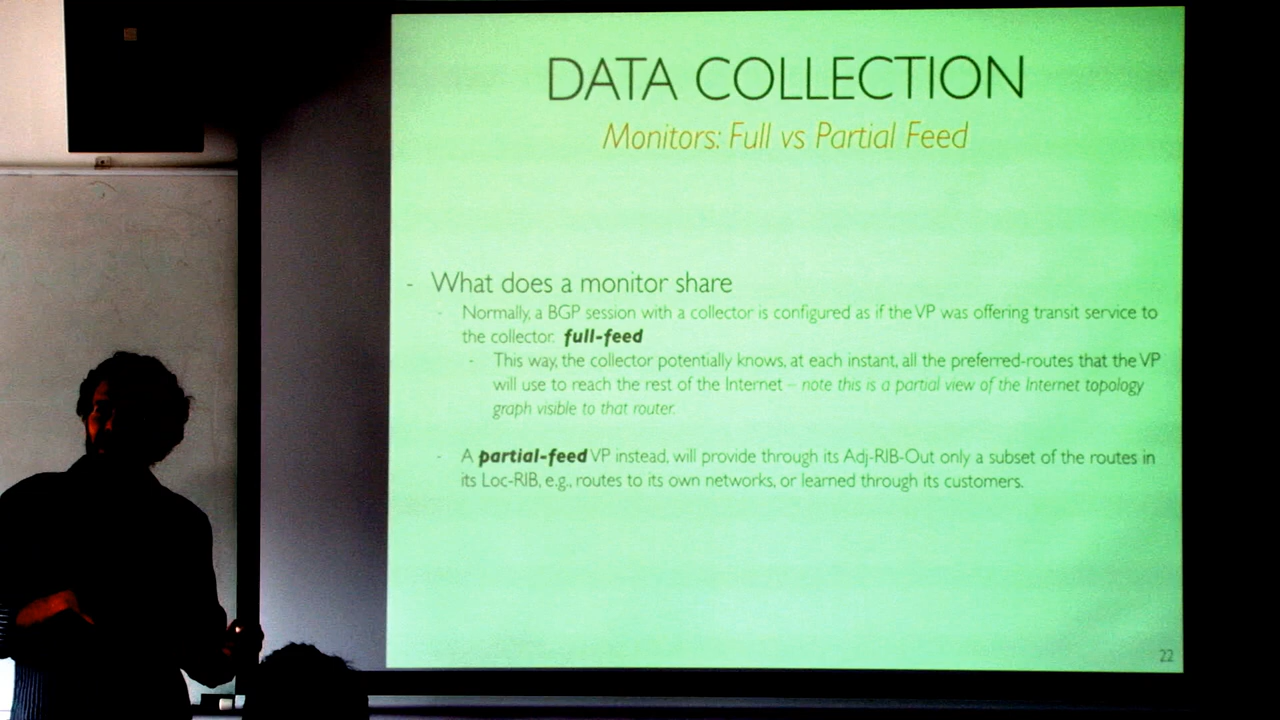 DATA COLLECTION
Monitors: Full vs Partial Feed
- What does a monitor share
- Normally, a BGP session with a collector is configured as if the VP was offering transit service to
the collector. full-feed
- This way, the collector potentially knows, at each instant, all the preferred-routes that the VP
will use to reach the rest of the Internet – note this is a partial view of the Internet topology
graph visible to that router.
- A partial-feed VP instead, will provide through its Adj-RIB-Out only a subset of the routes in
its Loc-RIB, e.g., routes to its own networks, or learned through its customers.
22